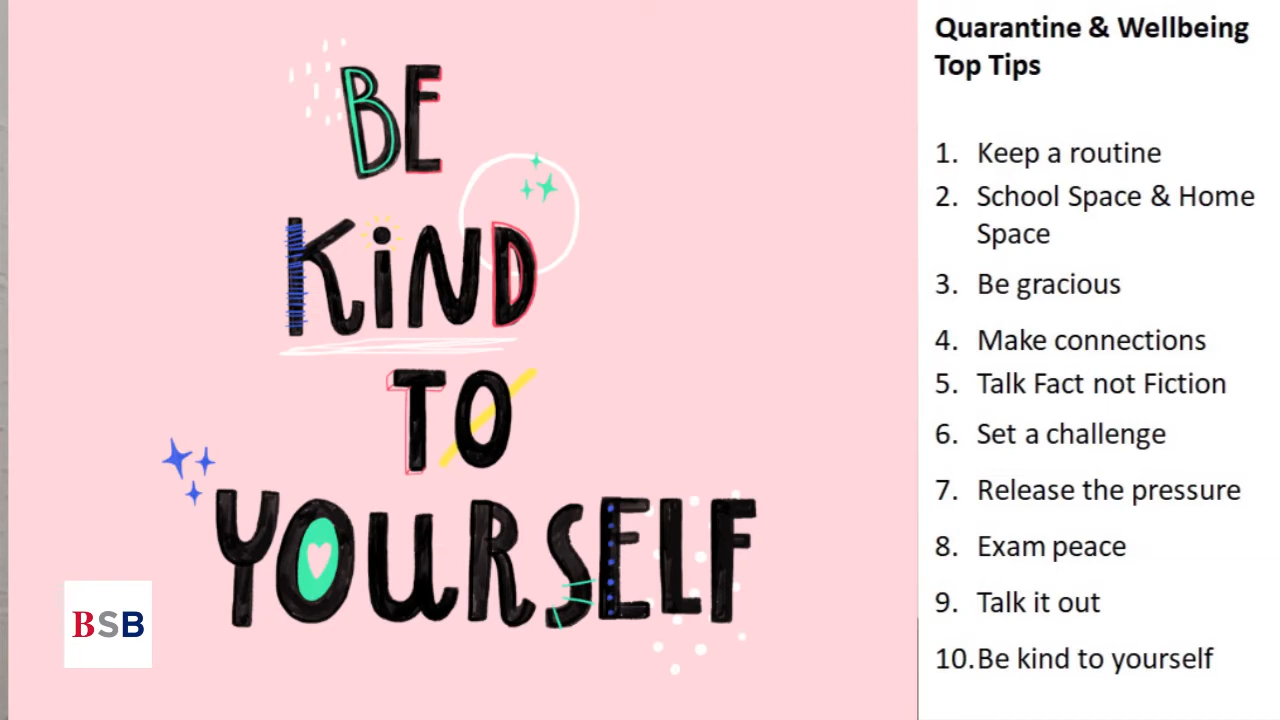 BE
KiND
TO
YOURSELF
BSB
Quarantine & Wellbeing
Top Tips
1. Keep a routine
2. School Space & Home
Space
3. Be gracious
4. Make connections
5. Talk Fact not Fiction
6. Set a challenge
7. Release the pressure
8. Exam peace
9. Talk it out
10. Be kind to yourself